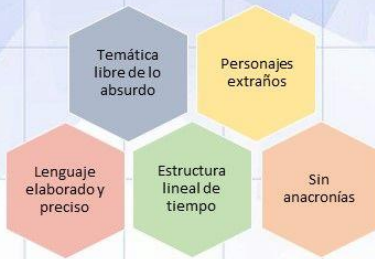 Temática
libre de lo
absurdo
Personajes
extraños
Lenguaje
elaborado y
preciso
Estructura
lineal de
tiempo
Sin
anacronías